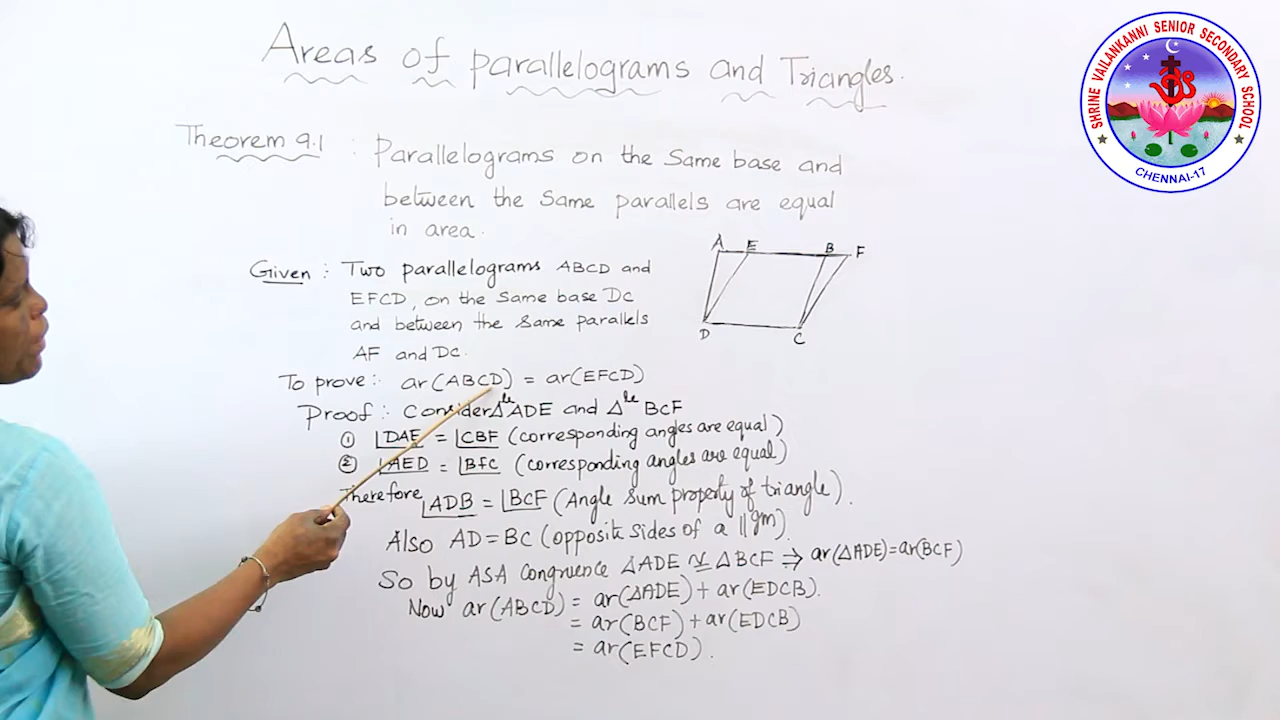 Areas of parallelograms and Triangles.
Theorem 9.1 : Parallelograms on the Same base and
between the Same parallels are equal
in area.
Given : Two parallelograms ABCD and
EFCD, on the Same base DC
and between the Same Parallels
AF and DC.
A E B F
D C
To prove :- ar(ABCD) = ar(EFCD)
Proof :- Consider Δle ADE and Δle BCF
① ∠DAE = ∠CBF (corresponding angles are equal)
② ∠AED = ∠BFC (corresponding angles are equal)
Therefore ∠ADB = ∠BCF (Angle Sum property of triangle).
Also AD = BC (opposite sides of a ||gm).
So by ASA Congruence ΔADE ≅ ΔBCF ⇒ ar(ΔADE) = ar(BCF)
Now ar(ABCD) = ar(ΔADE) + ar(EDCB).
= ar(BCF) + ar(EDCB)
= ar(EFCD).
SHRINE VAILANKANNI SENIOR SECONDARY SCHOOL
CHENNAI-17